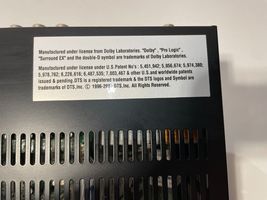 Manufactured under license from Dolby Laboratories. "Dolby", "Pro Logic",
"Surround EX" and the double-D symbol are trademarks of Dolby Laboratories.
Manufactured under license under U.S Patent No's : 5,451,942; 5,956,674; 5,974,380;
5,978,762; 6,226,616; 6,487,535; 7,003,467 & other U.S.and worldwide patents
issued & pending. DTS is a registered trademark and the DTS logos and Symbol are
trademarks of DTS, Inc. © 1996- DTS, Inc. All Rights Reserved.